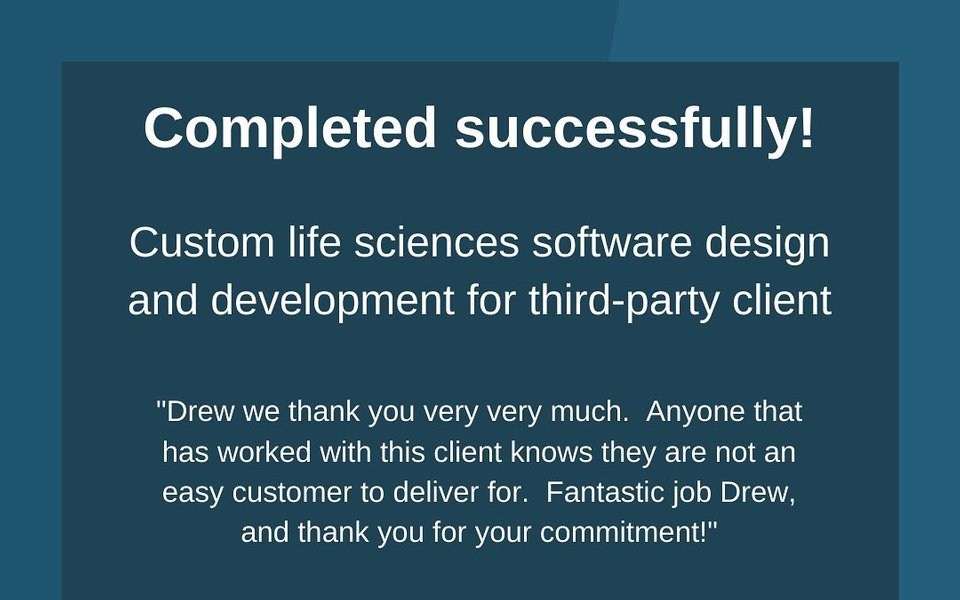 Completed successfully!
Custom life sciences software design
and development for third-party client
"Drew we thank you very very much.  Anyone that
has worked with this client knows they are not an
easy customer to deliver for.  Fantastic job Drew,
and thank you for your commitment!"